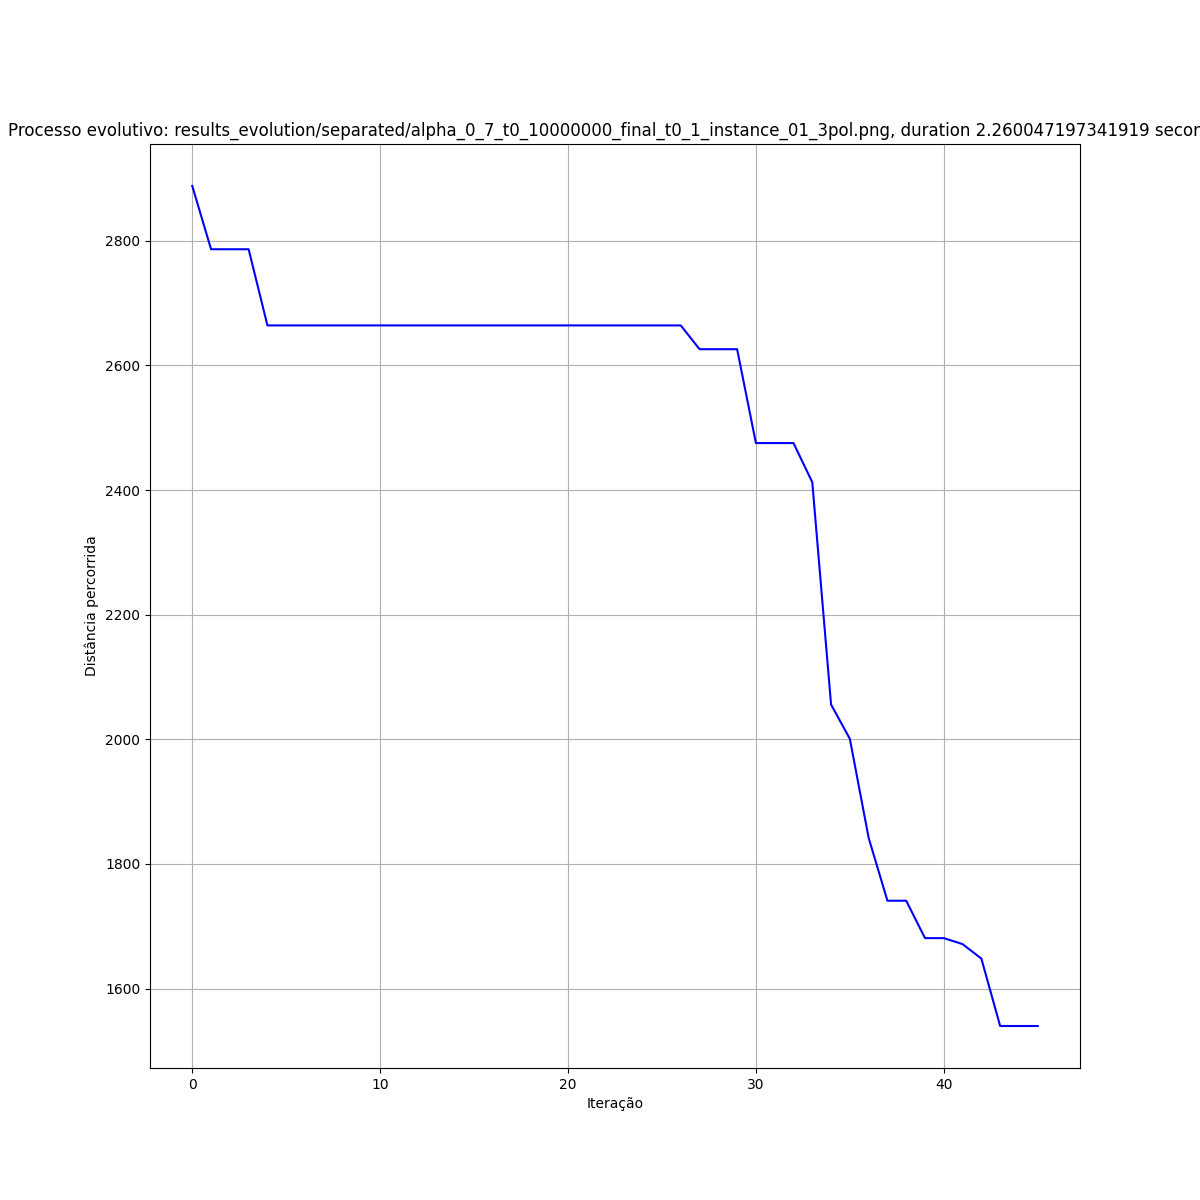 Processo evolutivo: results_evolution/separated/alpha_0_7_t0_10000000_final_t0_1_instance_01_3pol.png, duration 2.260047197341919 secor
2800
2600
2400
2200
2000
1800
1600
Distância percorrida
0 10 20 30 40
Iteração